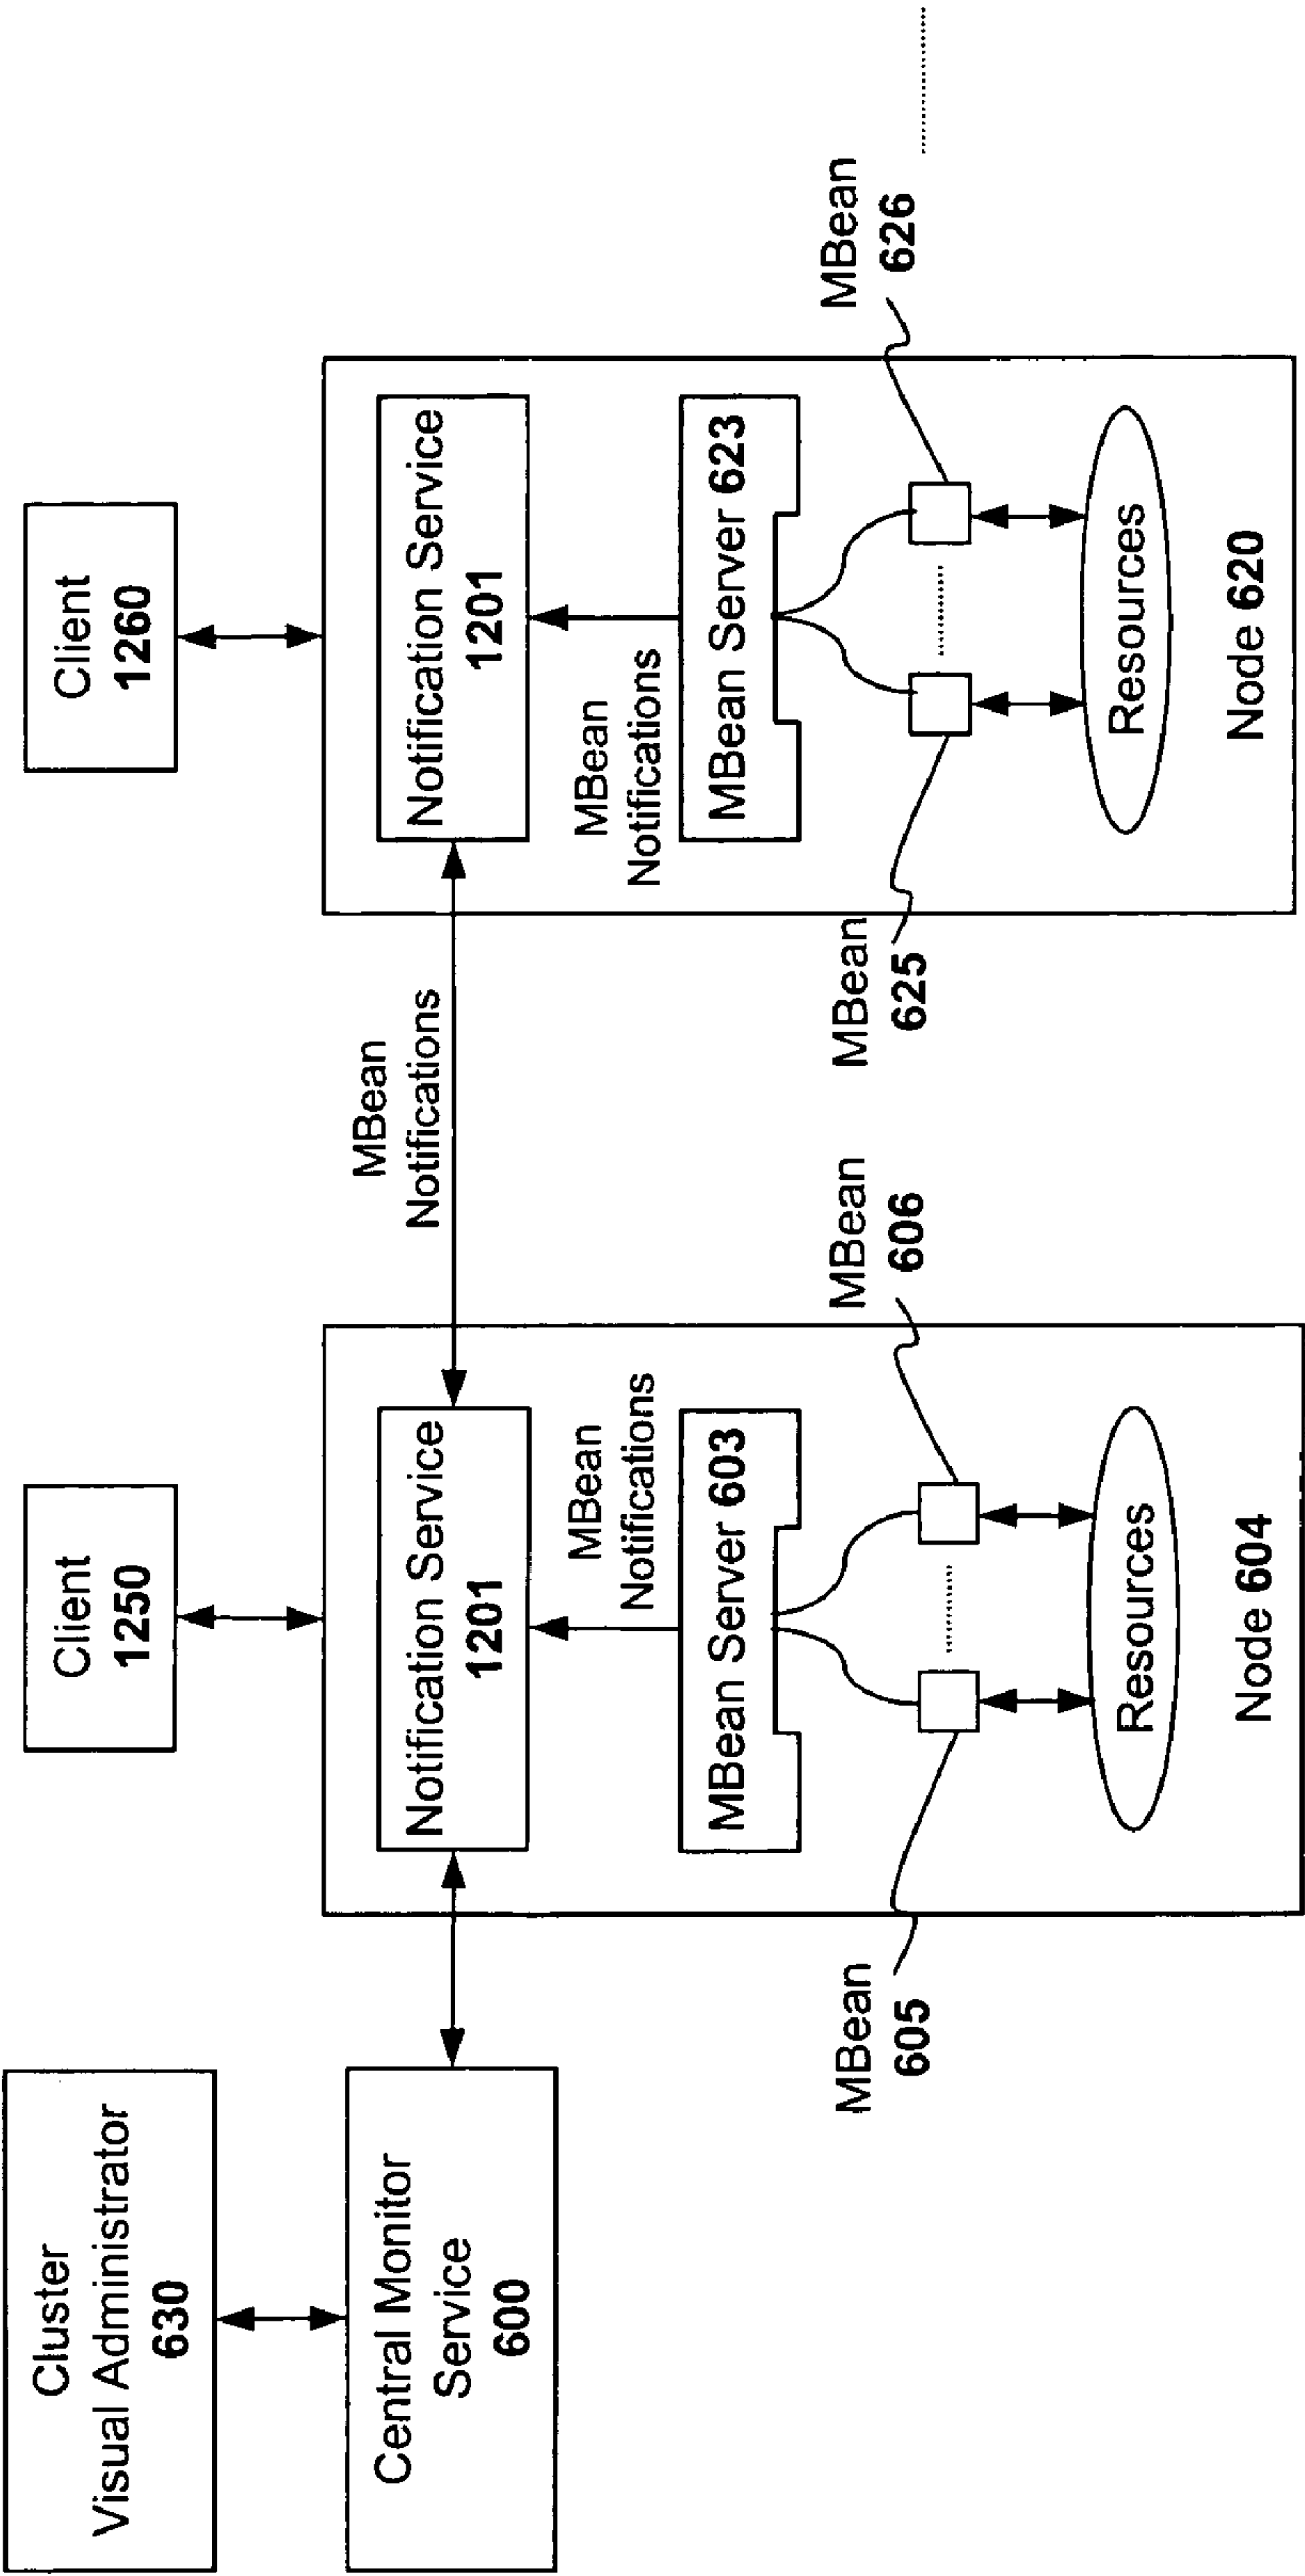 Cluster
Visual Administrator
630
Central Monitor
Service
600
Client
1250
Notification Service
1201
MBean
Notifications
MBean Server 603
MBean
605
MBean
606
Resources
Node 604
MBean
Notifications
Client
1260
Notification Service
1201
MBean
Notifications
MBean Server 623
MBean
625
MBean
626
Resources
Node 620